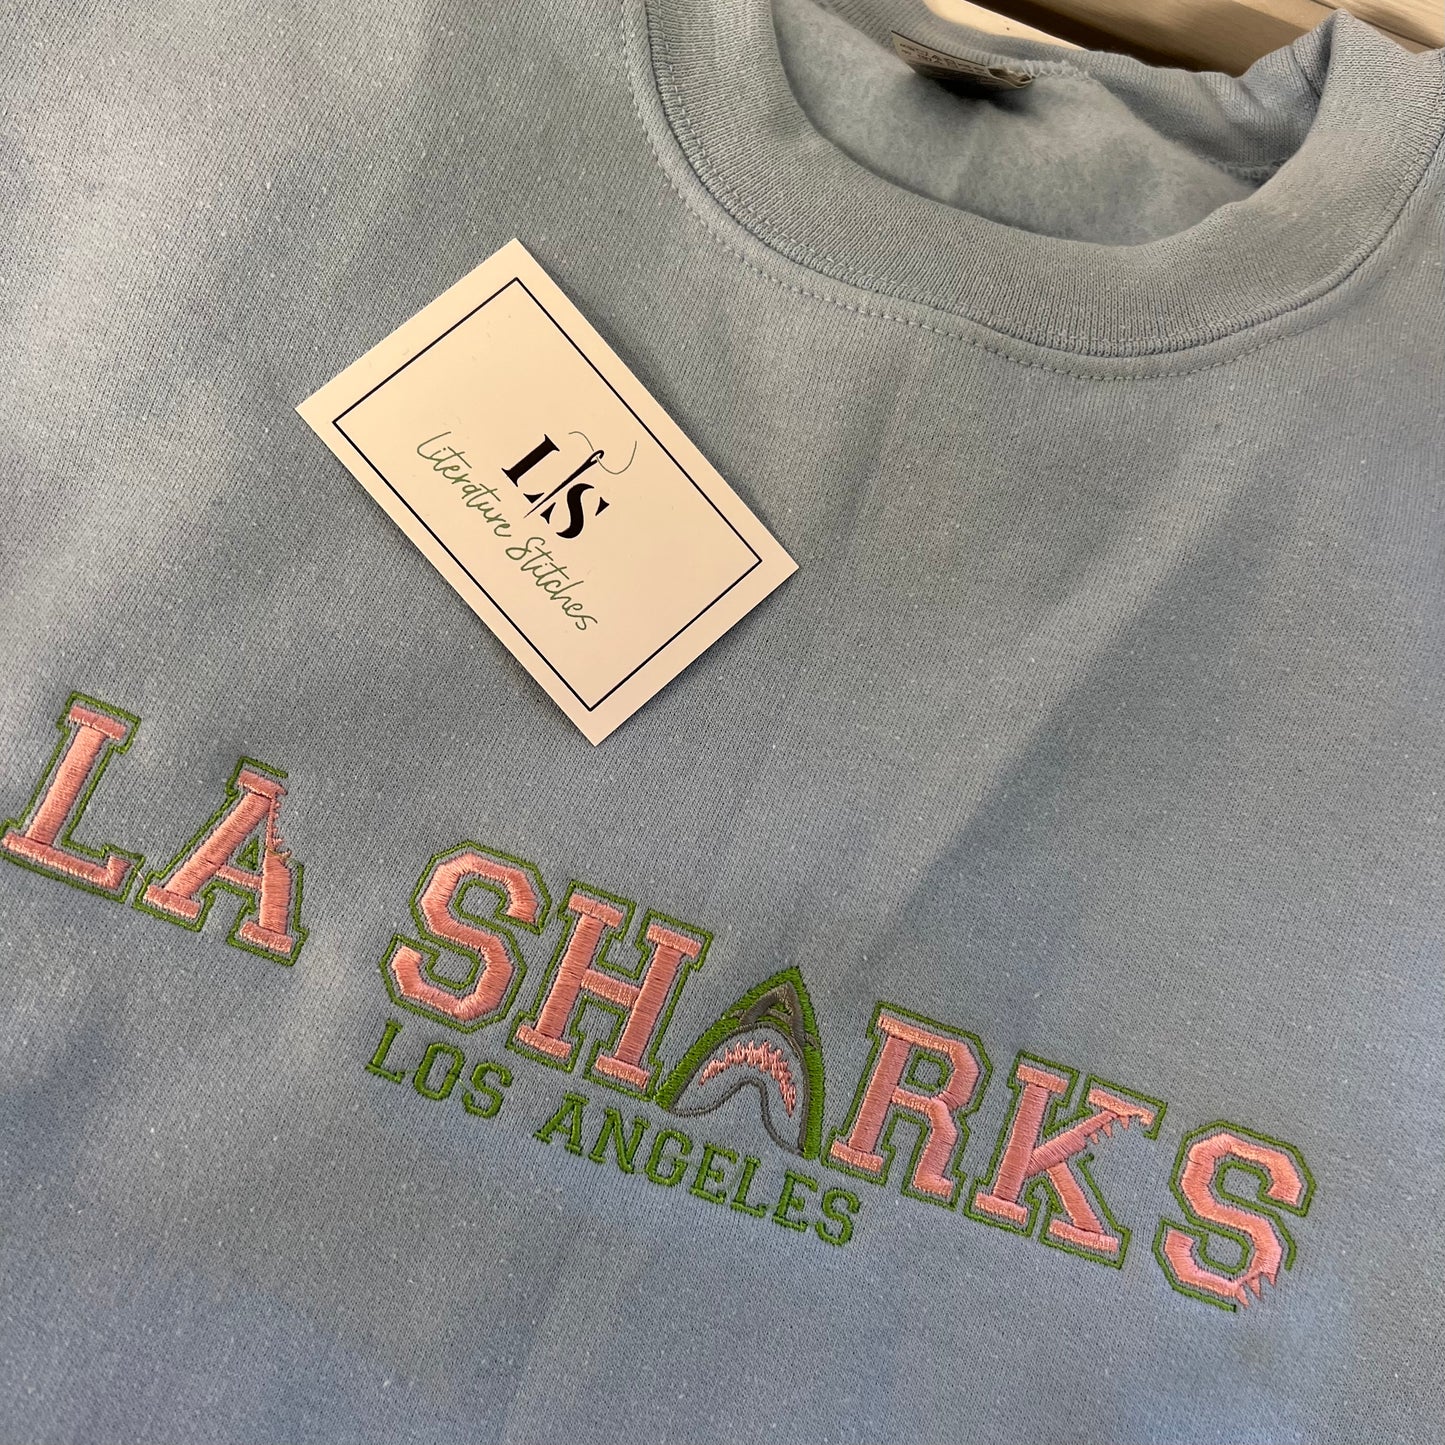 LS
Literature Stitches
LA SHARKS
LOS ANGELES